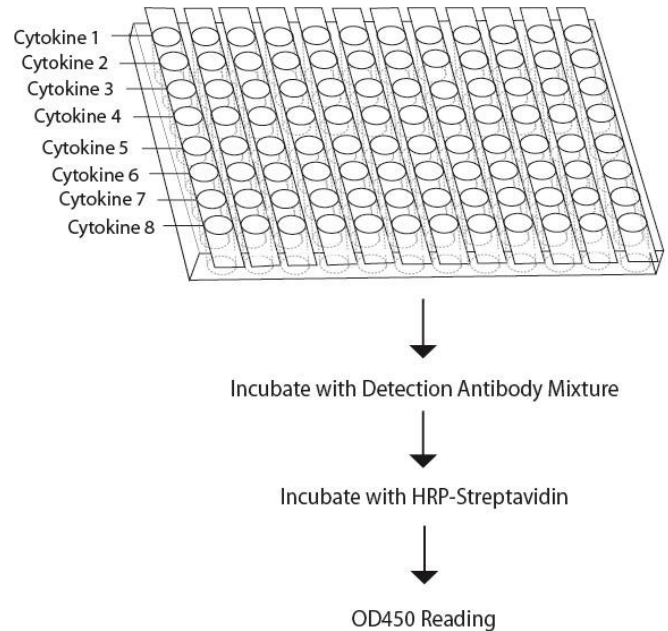 Cytokine 1
Cytokine 2
Cytokine 3
Cytokine 4
Cytokine 5
Cytokine 6
Cytokine 7
Cytokine 8
Incubate with Detection Antibody Mixture
Incubate with HRP-Streptavidin
OD450 Reading